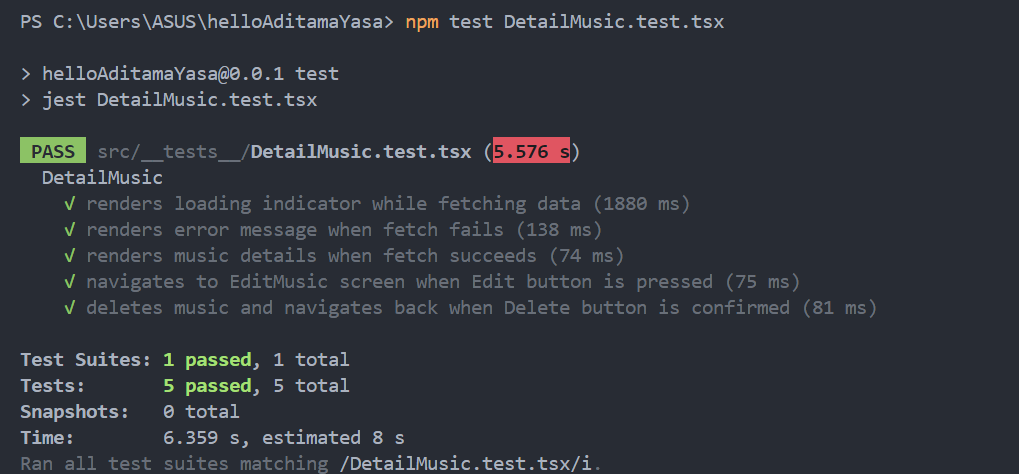 PS C:\Users\ASUS\helloAditamaYasa> npm test DetailMusic.test.tsx
> helloAditamaYasa@0.0.1 test
> jest DetailMusic.test.tsx
PASS src/__tests__/DetailMusic.test.tsx (5.576 s)
DetailMusic
√ renders loading indicator while fetching data (1880 ms)
√ renders error message when fetch fails (138 ms)
√ renders music details when fetch succeeds (74 ms)
√ navigates to EditMusic screen when Edit button is pressed (75 ms)
√ deletes music and navigates back when Delete button is confirmed (81 ms)
Test Suites: 1 passed, 1 total
Tests: 5 passed, 5 total
Snapshots: 0 total
Time: 6.359 s, estimated 8 s
Ran all test suites matching /DetailMusic.test.tsx/i.